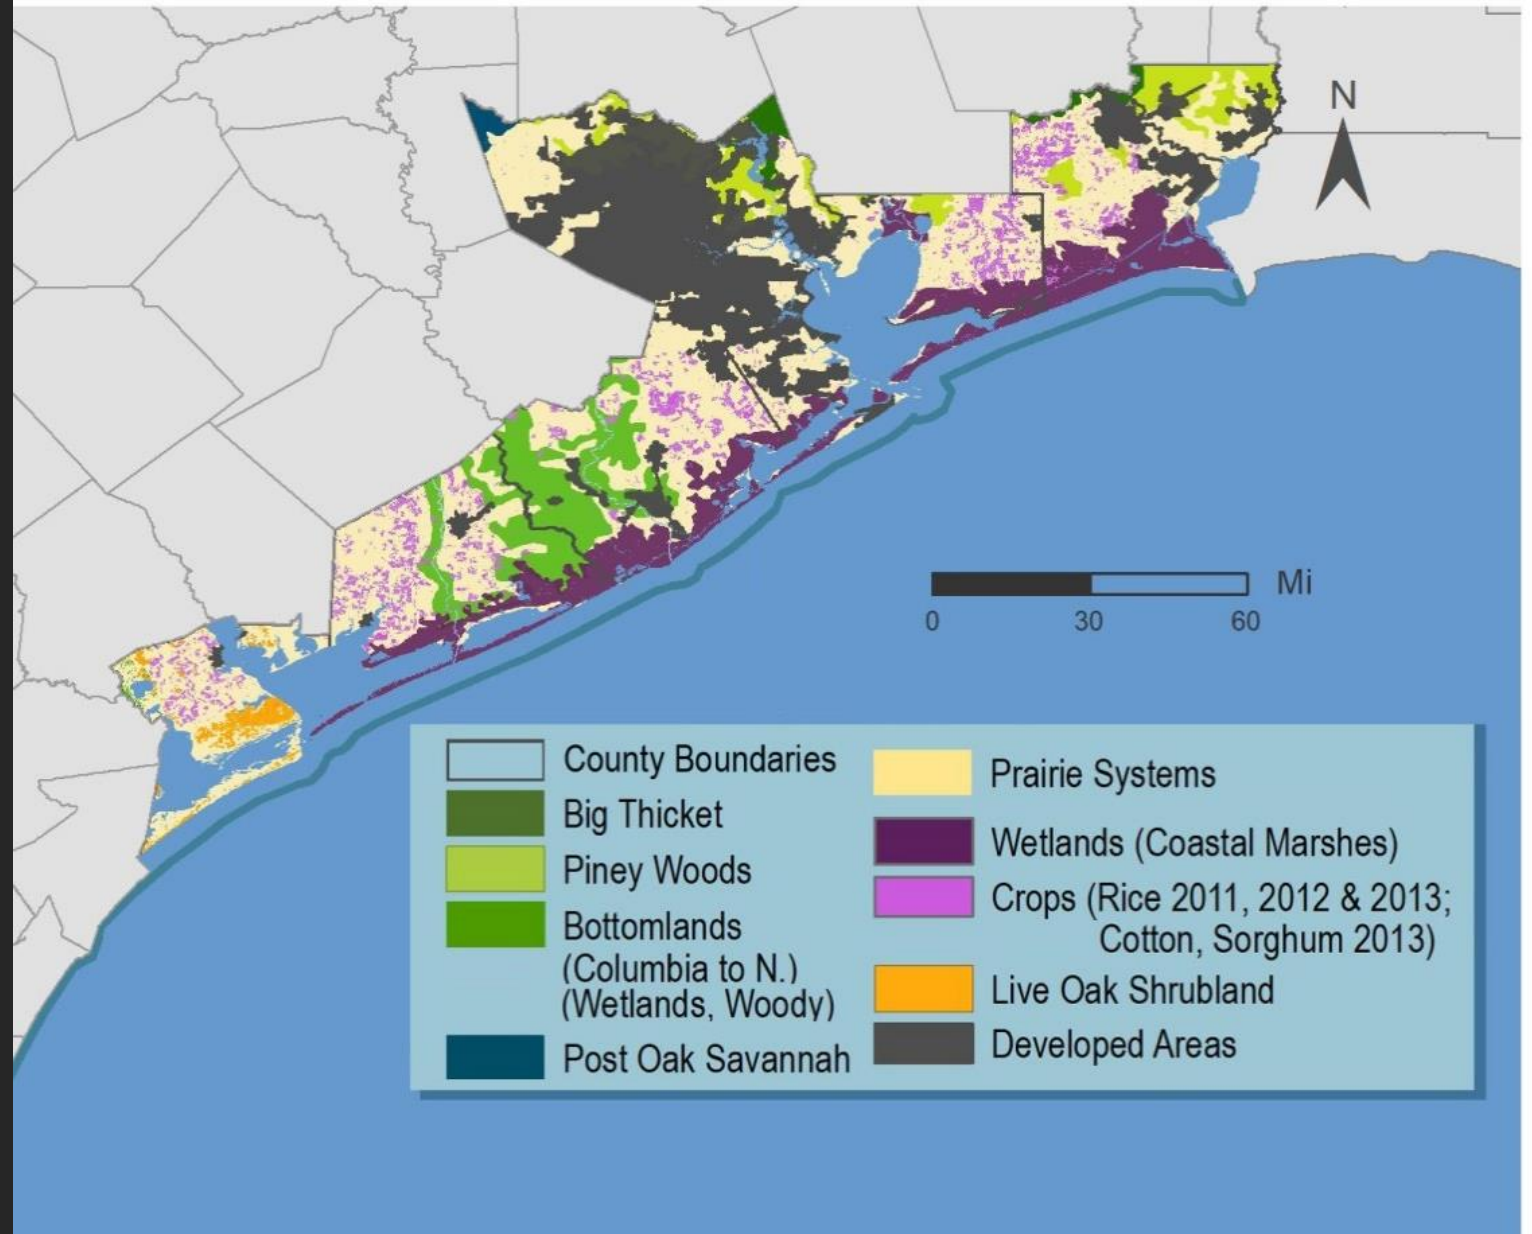 N
Mi
0 30 60
County Boundaries
Big Thicket
Piney Woods
Bottomlands
(Columbia to N.)
(Wetlands, Woody)
Post Oak Savannah
Prairie Systems
Wetlands (Coastal Marshes)
Crops (Rice 2011, 2012 & 2013;
Cotton, Sorghum 2013)
Live Oak Shrubland
Developed Areas